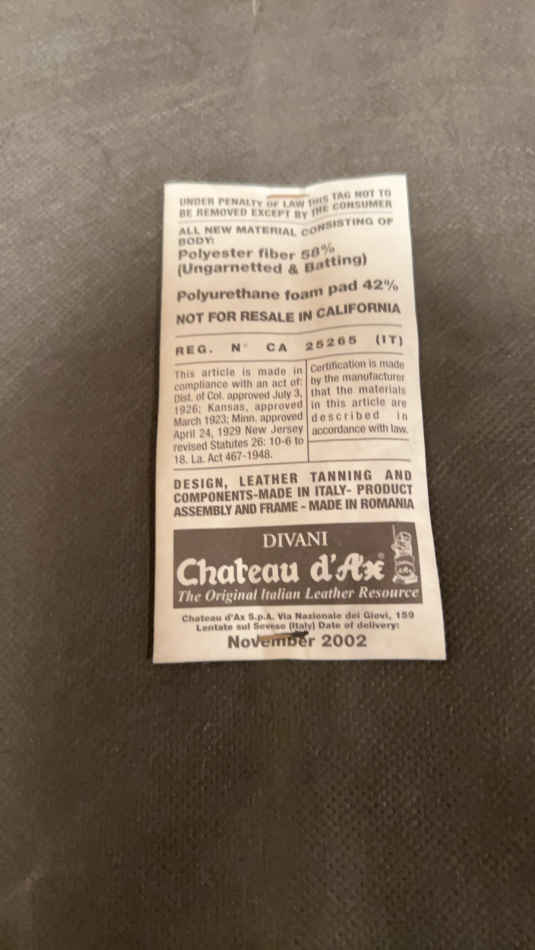 UNDER PENALTY OF LAW THIS TAG NOT TO
BE REMOVED EXCEPT BY THE CONSUMER
ALL NEW MATERIAL CONSISTING OF
BODY:
Polyester fiber 58%
(Ungarnetted & Batting)
Polyurethane foam pad 42%
NOT FOR RESALE IN CALIFORNIA
REG. N° CA 25265 (IT)
This article is made in
compliance with an act of:
Dist. of Col. approved July 3,
1926; Kansas, approved
March 1923; Minn. approved
April 24, 1929 New Jersey
revised Statutes 26: 10-6 to
18. La. Act 467-1948.
Certification is made
by the manufacturer
that the materials
in this article are
described in
accordance with law.
DESIGN, LEATHER TANNING AND
COMPONENTS-MADE IN ITALY- PRODUCT
ASSEMBLY AND FRAME - MADE IN ROMANIA
DIVANI
Chateau d'Ax®
The Original Italian Leather Resource
Chateau d'Ax S.p.A. Via Nazionale dei Giovi, 159
Lentate sul Seveso (Italy) Date of delivery:
November 2002